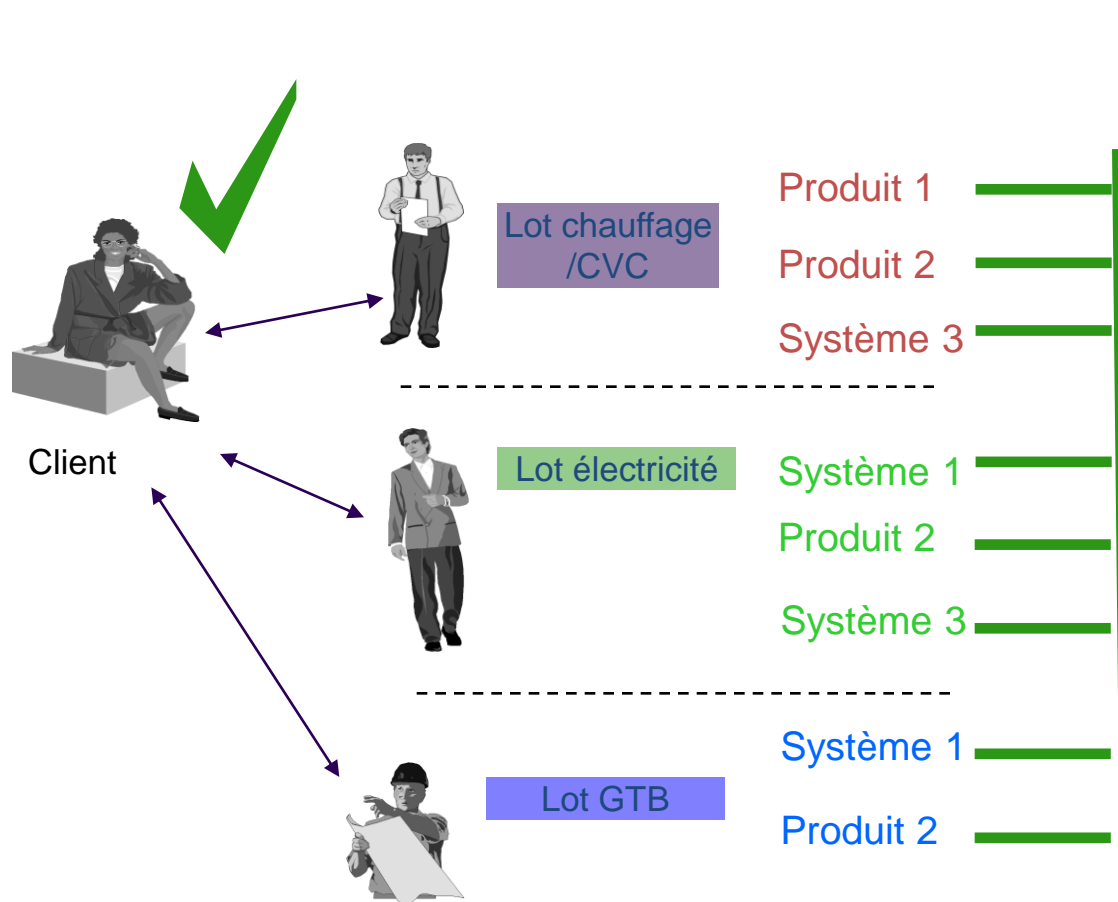 Client
Lot chauffage
/CVC
Produit 1
Produit 2
Système 3
Lot électricité
Système 1
Produit 2
Système 3
Lot GTB
Système 1
Produit 2